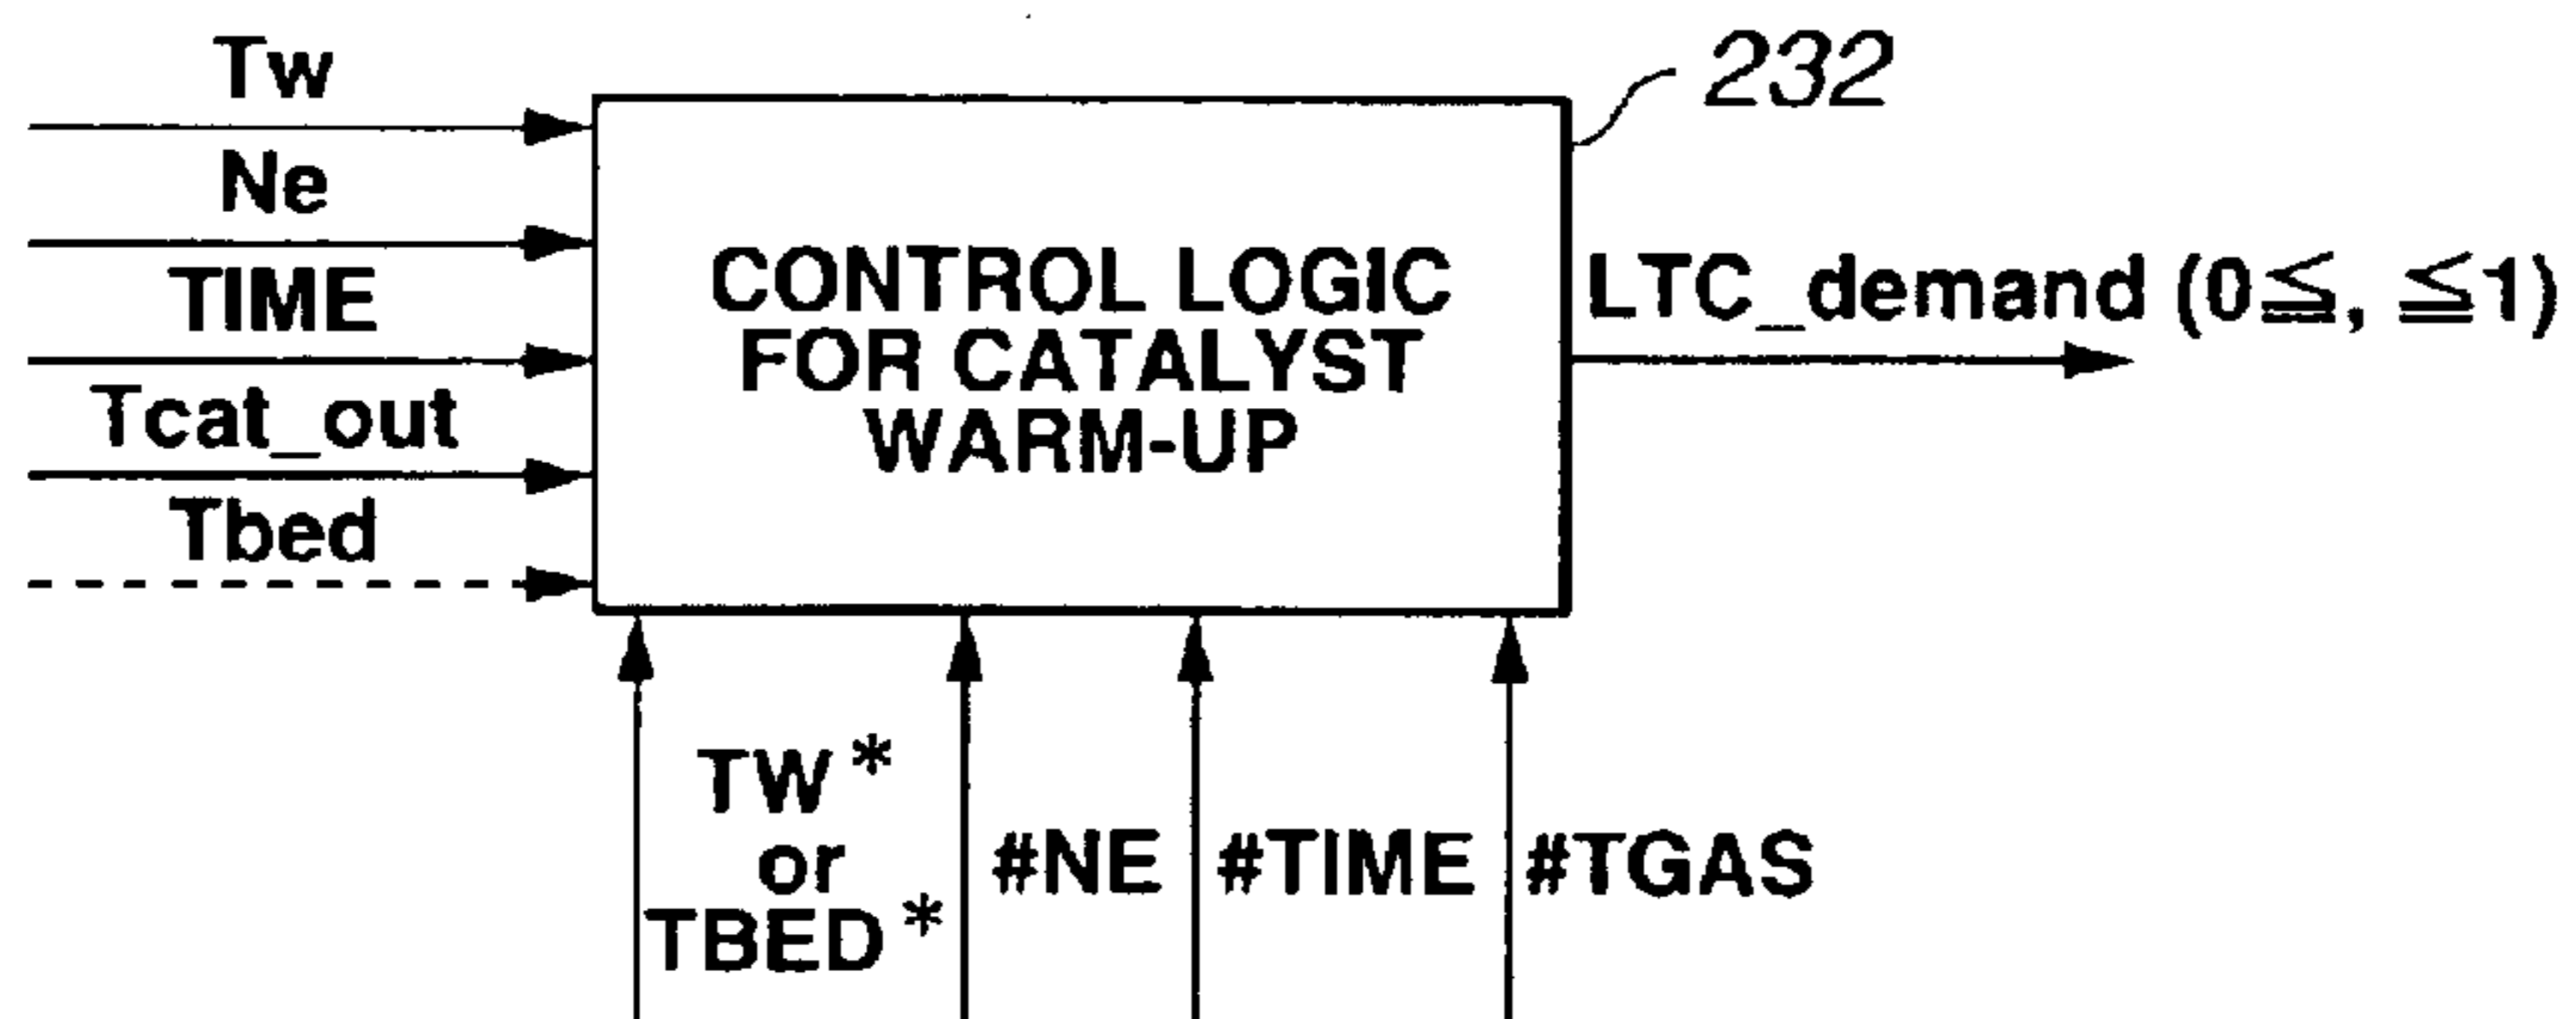 Tw
Ne
TIME
Tcat_out
Tbed
232
CONTROL LOGIC
FOR CATALYST
WARM-UP
LTC_demand (0≦, ≦1)
TW*
or
TBED*
#NE
#TIME
#TGAS